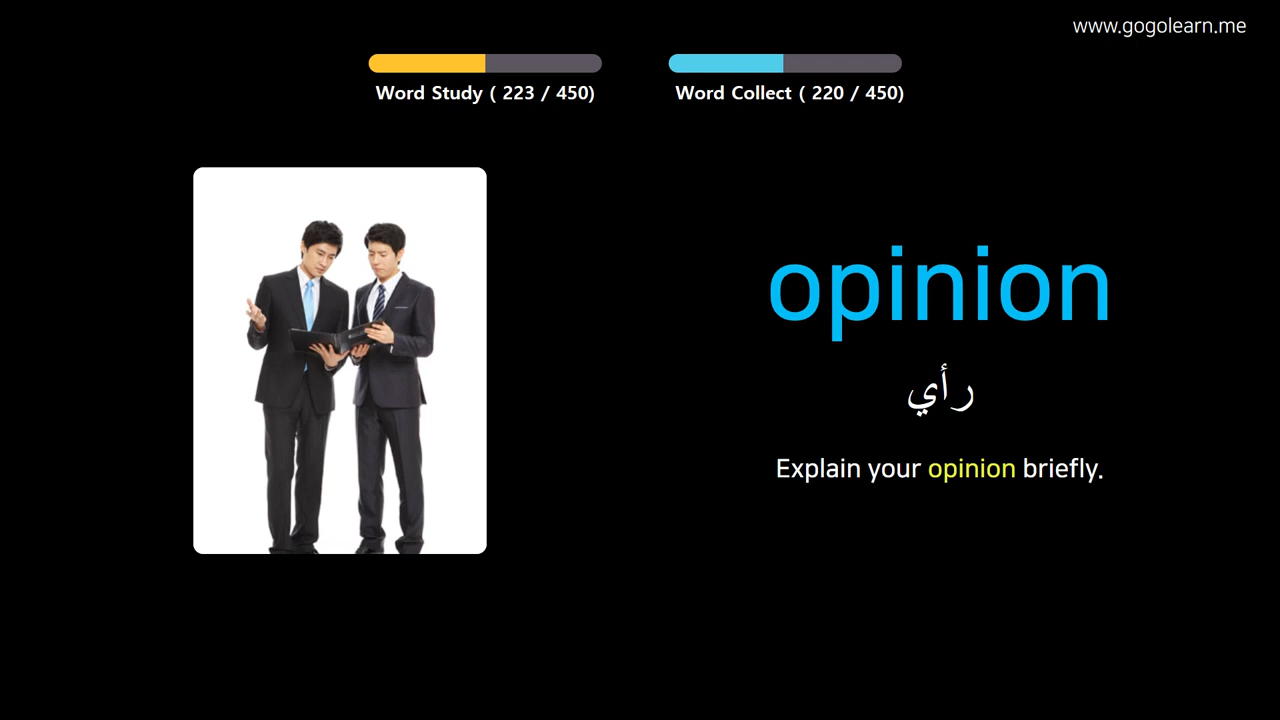 www.gogolearn.me
Word Study ( 223 / 450)
Word Collect ( 220 / 450)
opinion
رأي
Explain your opinion briefly.